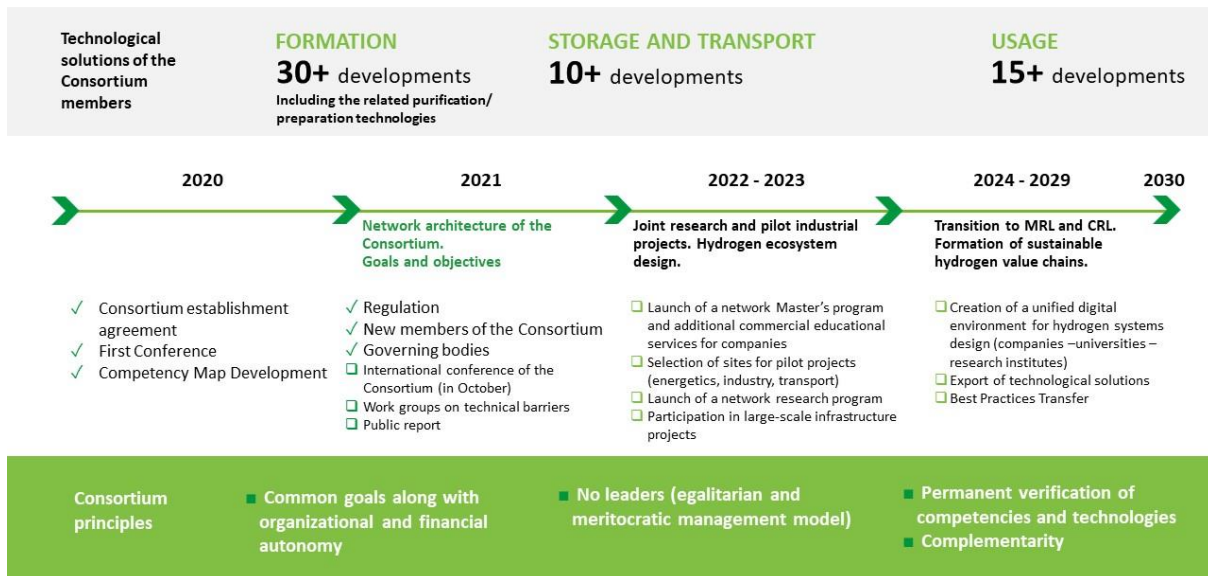 Technological
solutions of the
Consortium
members
FORMATION
30+ developments
Including the related purification/
preparation technologies
STORAGE AND TRANSPORT
10+ developments
USAGE
15+ developments
2020
2021
2022 - 2023
2024 - 2029
2030
Network architecture of the
Consortium.
Goals and objectives
Joint research and pilot industrial
projects. Hydrogen ecosystem
design.
Transition to MRL and CRL.
Formation of sustainable
hydrogen value chains.
✓ Consortium establishment
agreement
✓ First Conference
✓ Competency Map Development
✓ Regulation
✓ New members of the Consortium
✓ Governing bodies
❑ International conference of the
Consortium (in October)
❑ Work groups on technical barriers
❑ Public report
❑ Launch of a network Master's program
and additional commercial educational
services for companies
❑ Selection of sites for pilot projects
(energetics, industry, transport)
❑ Launch of a network research program
❑ Participation in large-scale infrastructure
projects
❑ Creation of a unified digital
environment for hydrogen systems
design (companies –universities –
research institutes)
❑ Export of technological solutions
❑ Best Practices Transfer
Consortium
principles
■ Common goals along with
organizational and financial
autonomy
■ No leaders (egalitarian and
meritocratic management model)
■ Permanent verification of
competencies and technologies
■ Complementarity